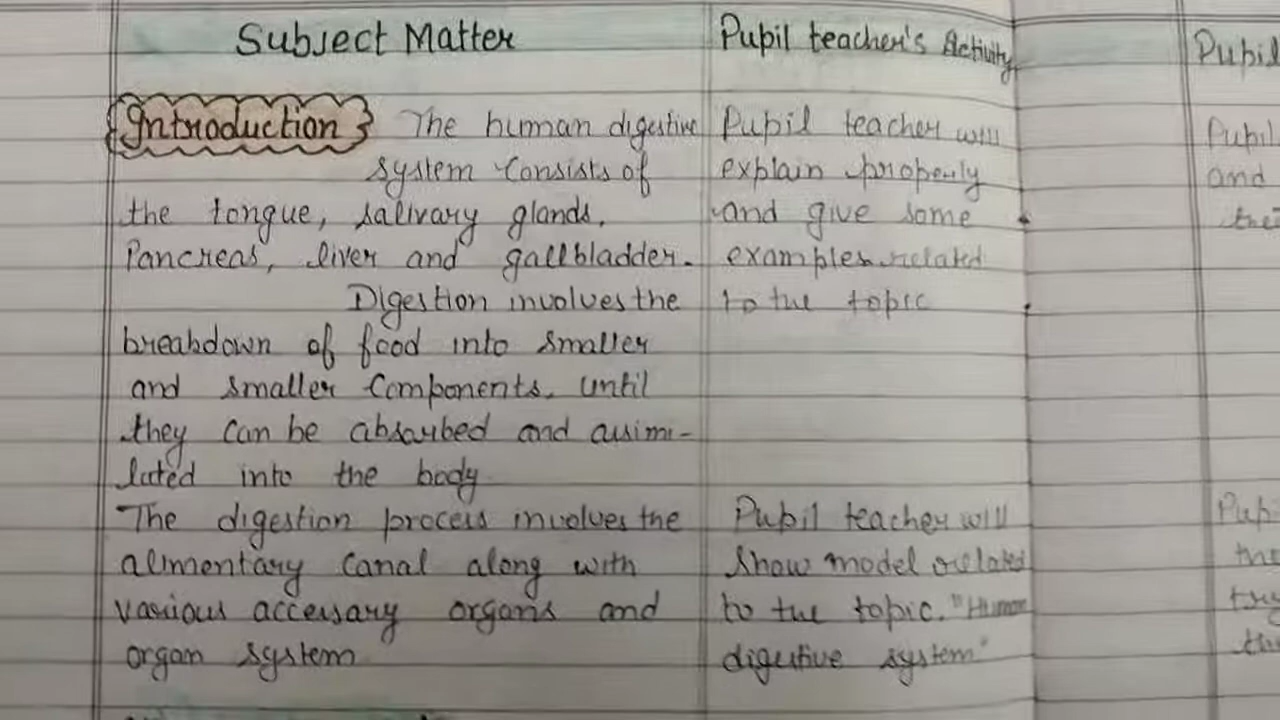 Subject Matter
Pupil teacher's Activity
Pupil
Introduction The human digestive
system consists of
the tongue, salivary glands,
Pancreas, liver and gallbladder.
Digestion involves the
breakdown of food into smaller
and smaller components, until
they can be absorbed and assimi-
lated into the body
The digestion process involves the
alimentary canal along with
various accessary organs and
organ system
Pupil teacher will
explain properly
and give some
examples related
to the topic
Pupil teacher will
show model related
to the topic. "Human
digestive system"
Pupil
and